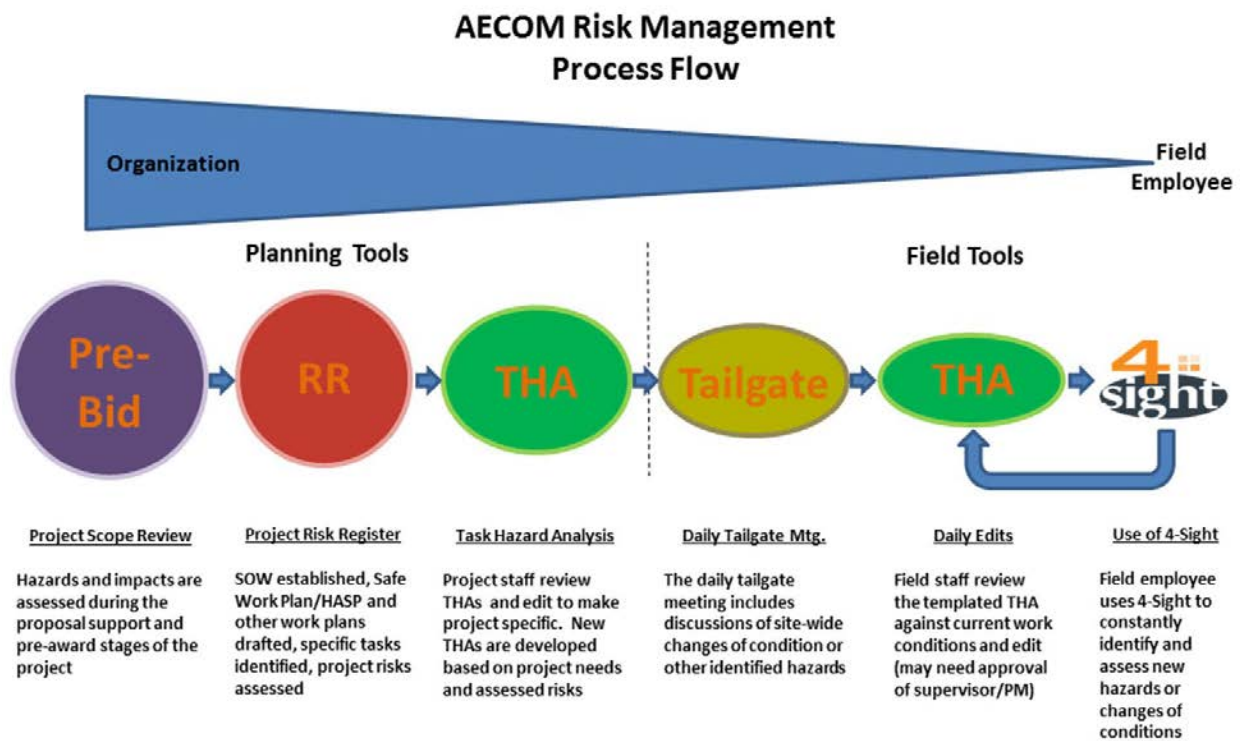 AECOM Risk Management
Process Flow
Organization
Field
Employee
Planning Tools
Field Tools
Pre-
Bid
RR
THA
Tailgate
THA
4
sight
Project Scope Review
Hazards and impacts are
assessed during the
proposal support and
pre-award stages of the
project
Project Risk Register
SOW established, Safe
Work Plan/HASP and
other work plans
drafted, specific tasks
identified, project risks
assessed
Task Hazard Analysis
Project staff review
THAs and edit to make
project specific. New
THAs are developed
based on project needs
and assessed risks
Daily Tailgate Mtg.
The daily tailgate
meeting includes
discussions of site-wide
changes of condition or
other identified hazards
Daily Edits
Field staff review
the templated THA
against current work
conditions and edit
(may need approval
of supervisor/PM)
Use of 4-Sight
Field employee
uses 4-Sight to
constantly
identify and
assess new
hazards or
changes of
conditions